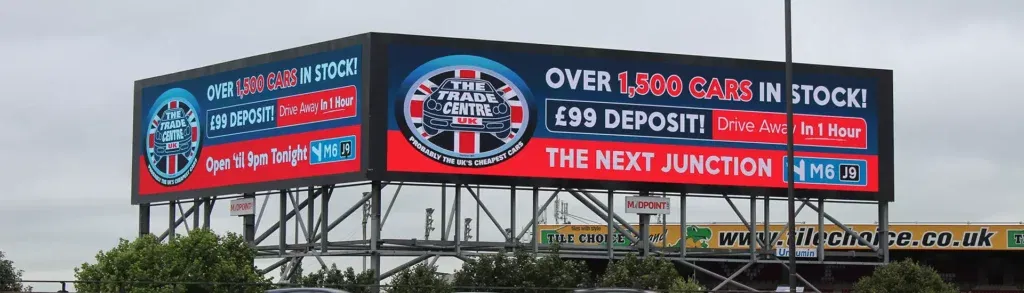 OVER 1,500 CARS IN STOCK!
£99 DEPOSIT! Drive Away In 1 Hour
Open 'til 9pm Tonight M6 J9
THE
TRADE
CENTRE
UK
OVER 1,500 CARS IN STOCK!
£99 DEPOSIT! Drive Away In 1 Hour
THE NEXT JUNCTION M6 J9
THE
TRADE
CENTRE
UK
PROBABLY THE UK'S CHEAPEST CARS
MIDPOINT
MIDPOINT
TILE CHOICE
www.tilechoice.co.uk